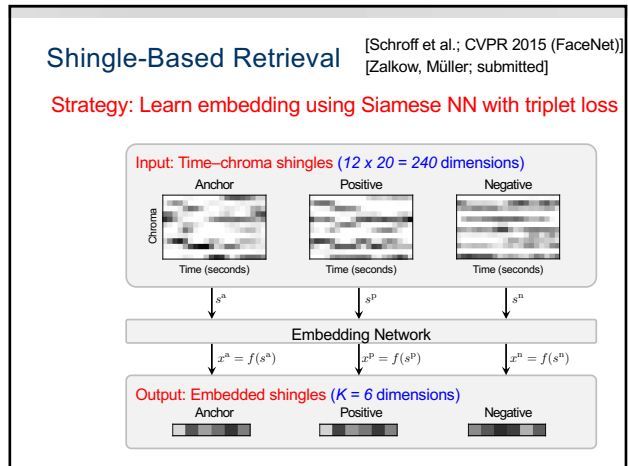 Shingle-Based Retrieval
[Schroff et al.; CVPR 2015 (FaceNet)]
[Zalkow, Müller; submitted]
Strategy: Learn embedding using Siamese NN with triplet loss
Input: Time–chroma shingles (12 x 20 = 240 dimensions)
Anchor Positive Negative
Chroma
Time (seconds) Time (seconds) Time (seconds)
s^a s^p s^n
Embedding Network
x^a = f(s^a) x^p = f(s^p) x^n = f(s^n)
Output: Embedded shingles (K = 6 dimensions)
Anchor Positive Negative